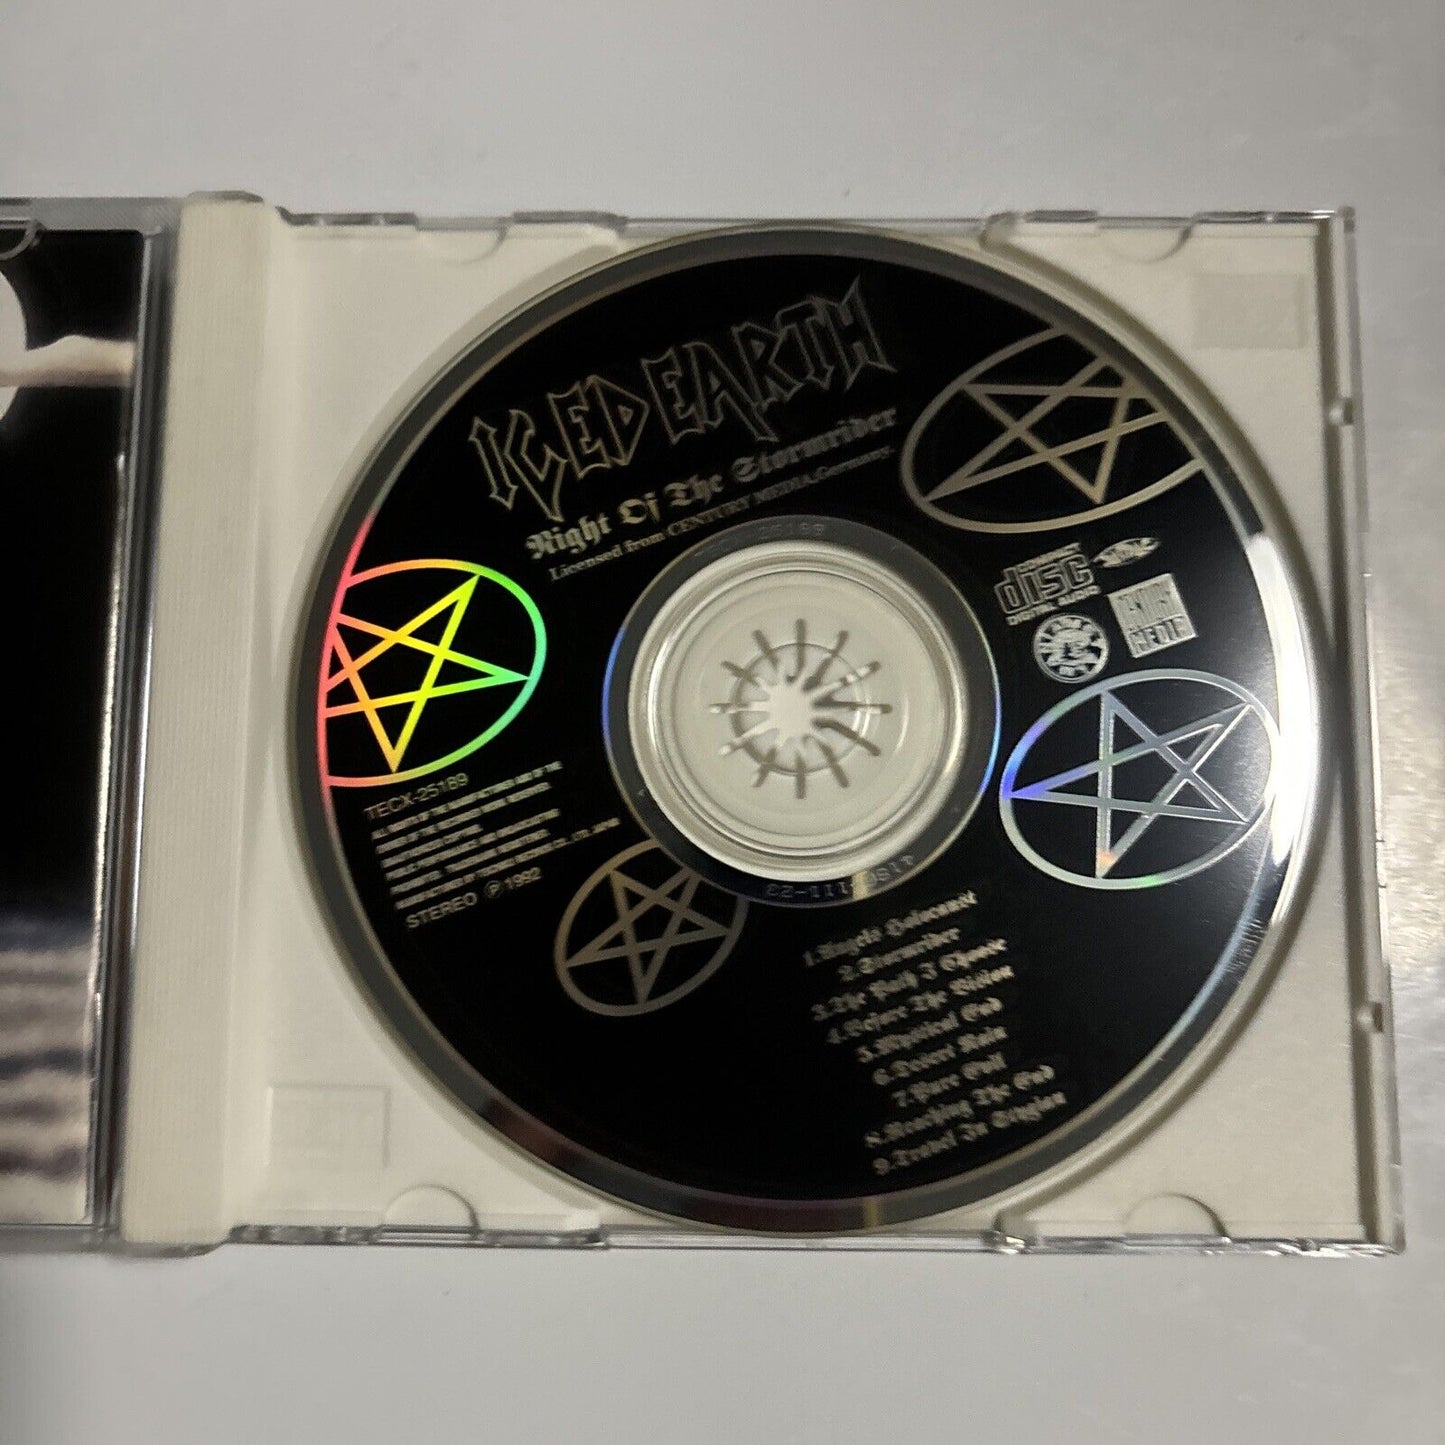 ICED EARTH
Night Of The Stormrider
Licensed from CENTURY MEDIA, Germany.
COMPACT
disc
DIGITAL AUDIO
MEDIA
TECX-25189
STEREO Ⓟ 1992
1.Angels Holocaust
2.Stormrider
3.The Path I Choose
4.Before The Vision
5.Mystical End
6.Desert Rain
7.Pure Evil
8.Reaching The End
9.Travel In Stygian